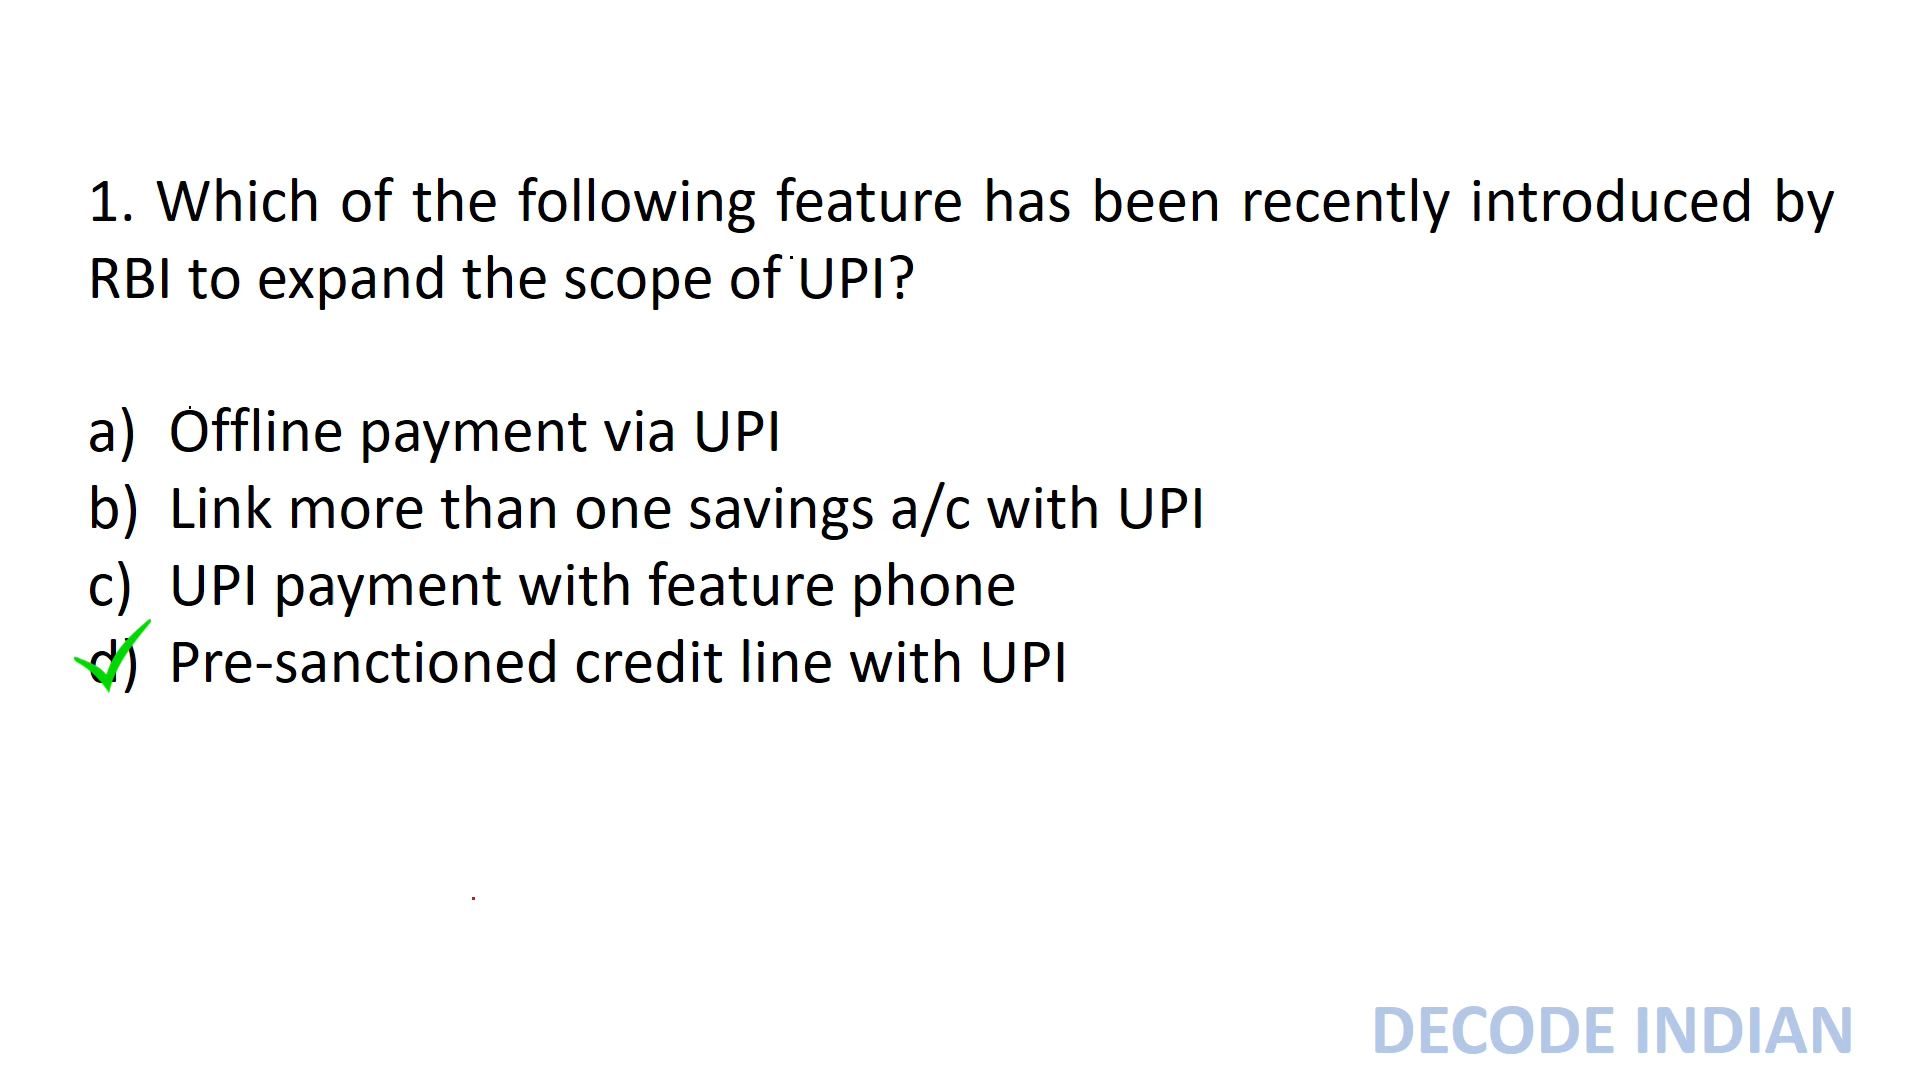 1. Which of the following feature has been recently introduced by
RBI to expand the scope of UPI?
a) Offline payment via UPI
b) Link more than one savings a/c with UPI
c) UPI payment with feature phone
d) Pre-sanctioned credit line with UPI
DECODE INDIAN